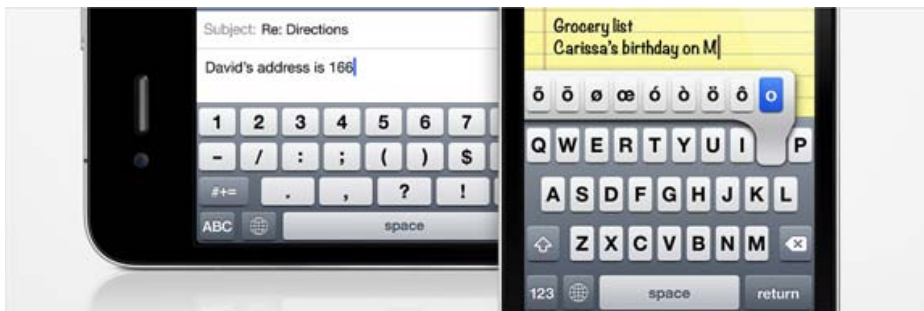 Subject: Re: Directions
David's address is 166
1 2 3 4 5 6 7
- / : ; ( ) $
#+= . , ? !
ABC space
Grocery list
Carissa's birthday on M
õ ō ø œ ó ò ö ô o
Q W E R T Y U I P
A S D F G H J K L
Z X C V B N M
123 space return